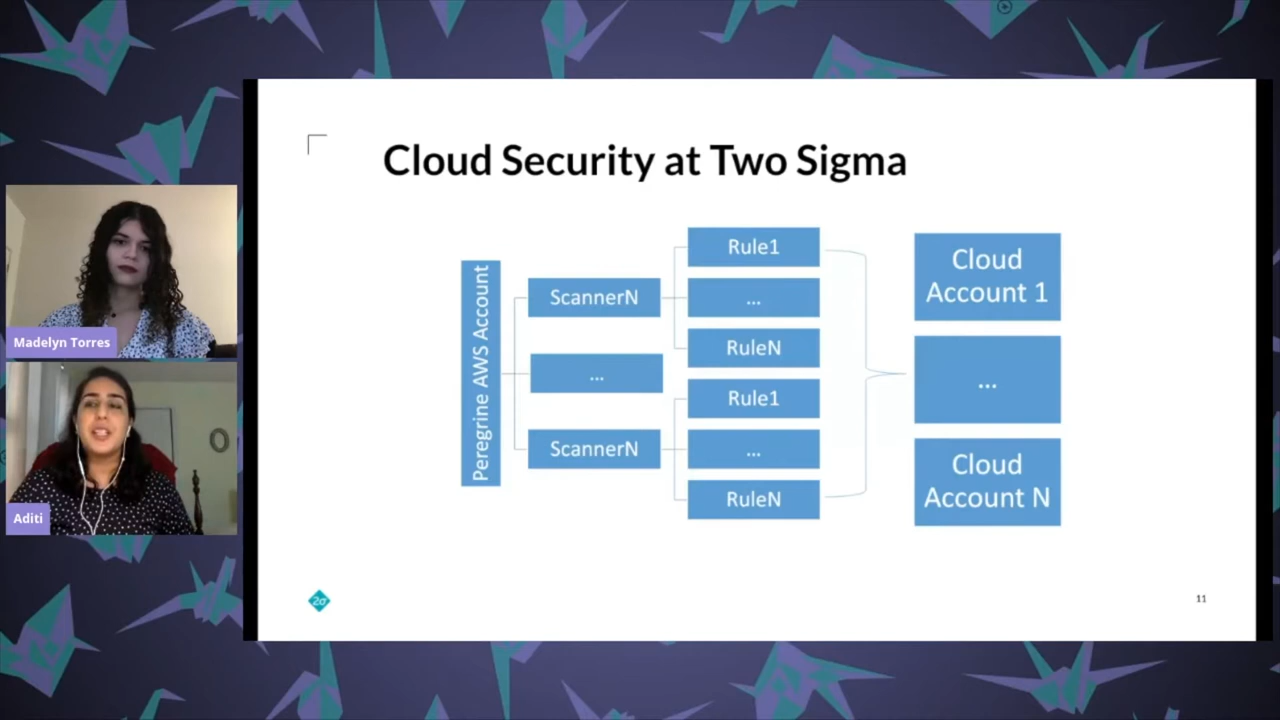 Cloud Security at Two Sigma
Peregrine AWS Account
ScannerN
...
ScannerN
Rule1
...
RuleN
Rule1
...
RuleN
Cloud
Account 1
...
Cloud
Account N
Madelyn Torres
Aditi
2σ
11